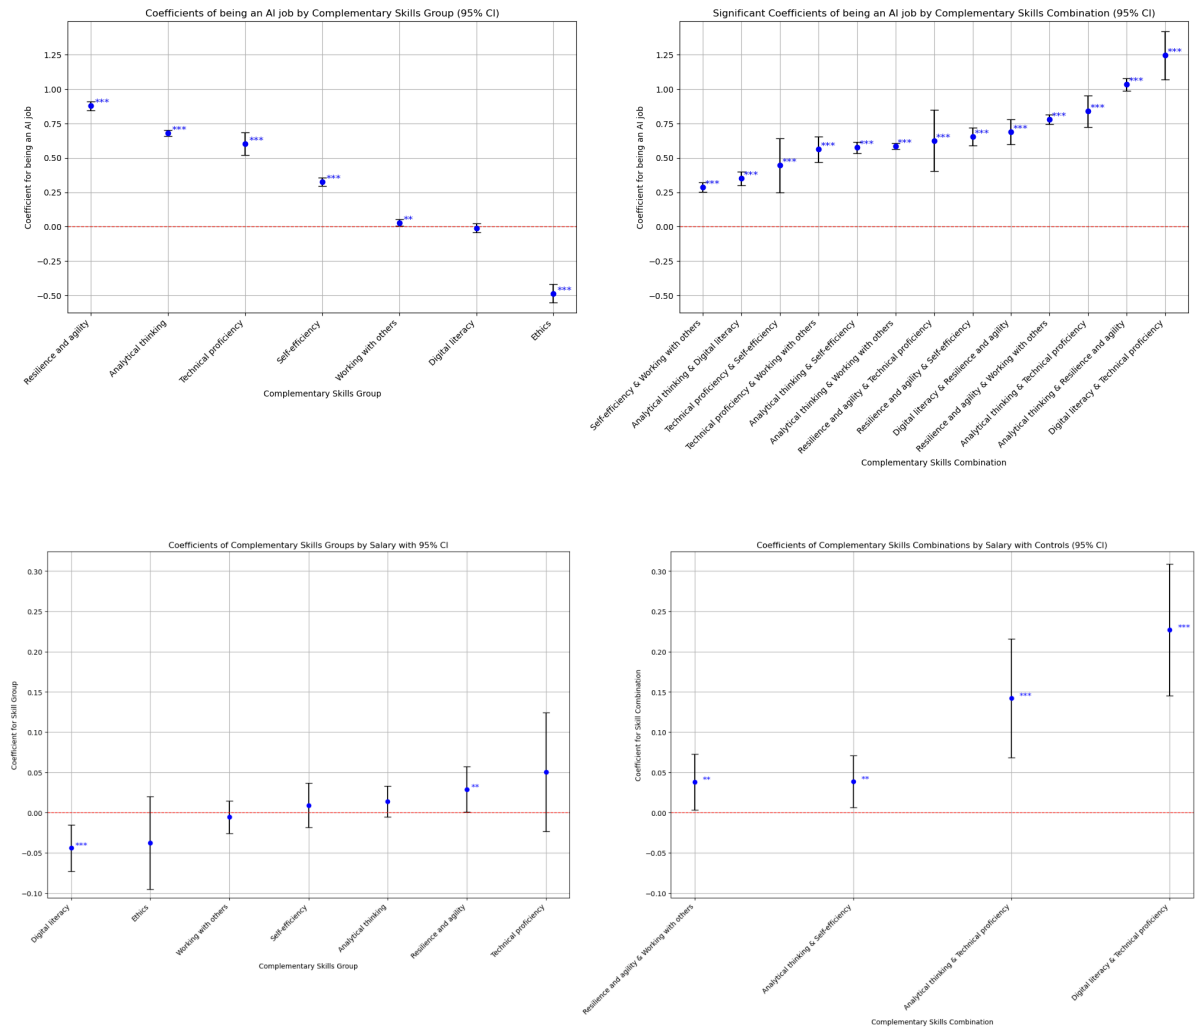 Coefficients of being an AI job by Complementary Skills Group (95% CI)
Coefficient for being an AI job
1.25
1.00
0.75
0.50
0.25
0.00
−0.25
−0.50
***
***
***
***
**
***
Resilience and agility
Analytical thinking
Technical proficiency
Self-efficiency
Working with others
Digital literacy
Ethics
Complementary Skills Group
Significant Coefficients of being an AI job by Complementary Skills Combination (95% CI)
Coefficient for being an AI job
1.25
1.00
0.75
0.50
0.25
0.00
−0.25
−0.50
***
***
***
***
***
***
***
***
***
***
***
***
***
Self-efficiency & Working with others
Analytical thinking & Digital literacy
Technical proficiency & Self-efficiency
Technical proficiency & Working with others
Analytical thinking & Self-efficiency
Analytical thinking & Working with others
Resilience and agility & Technical proficiency
Resilience and agility & Self-efficiency
Digital literacy & Resilience and agility
Resilience and agility & Working with others
Analytical thinking & Technical proficiency
Analytical thinking & Resilience and agility
Digital literacy & Technical proficiency
Complementary Skills Combination
Coefficients of Complementary Skills Groups by Salary with 95% CI
Coefficient for Skill Group
0.30
0.25
0.20
0.15
0.10
0.05
0.00
−0.05
−0.10
***
**
Digital literacy
Ethics
Working with others
Self-efficiency
Analytical thinking
Resilience and agility
Technical proficiency
Complementary Skills Group
Coefficients of Complementary Skills Combinations by Salary with Controls (95% CI)
Coefficient for Skill Combination
0.30
0.25
0.20
0.15
0.10
0.05
0.00
−0.05
−0.10
**
**
***
***
Resilience and agility & Working with others
Analytical thinking & Self-efficiency
Analytical thinking & Technical proficiency
Digital literacy & Technical proficiency
Complementary Skills Combination